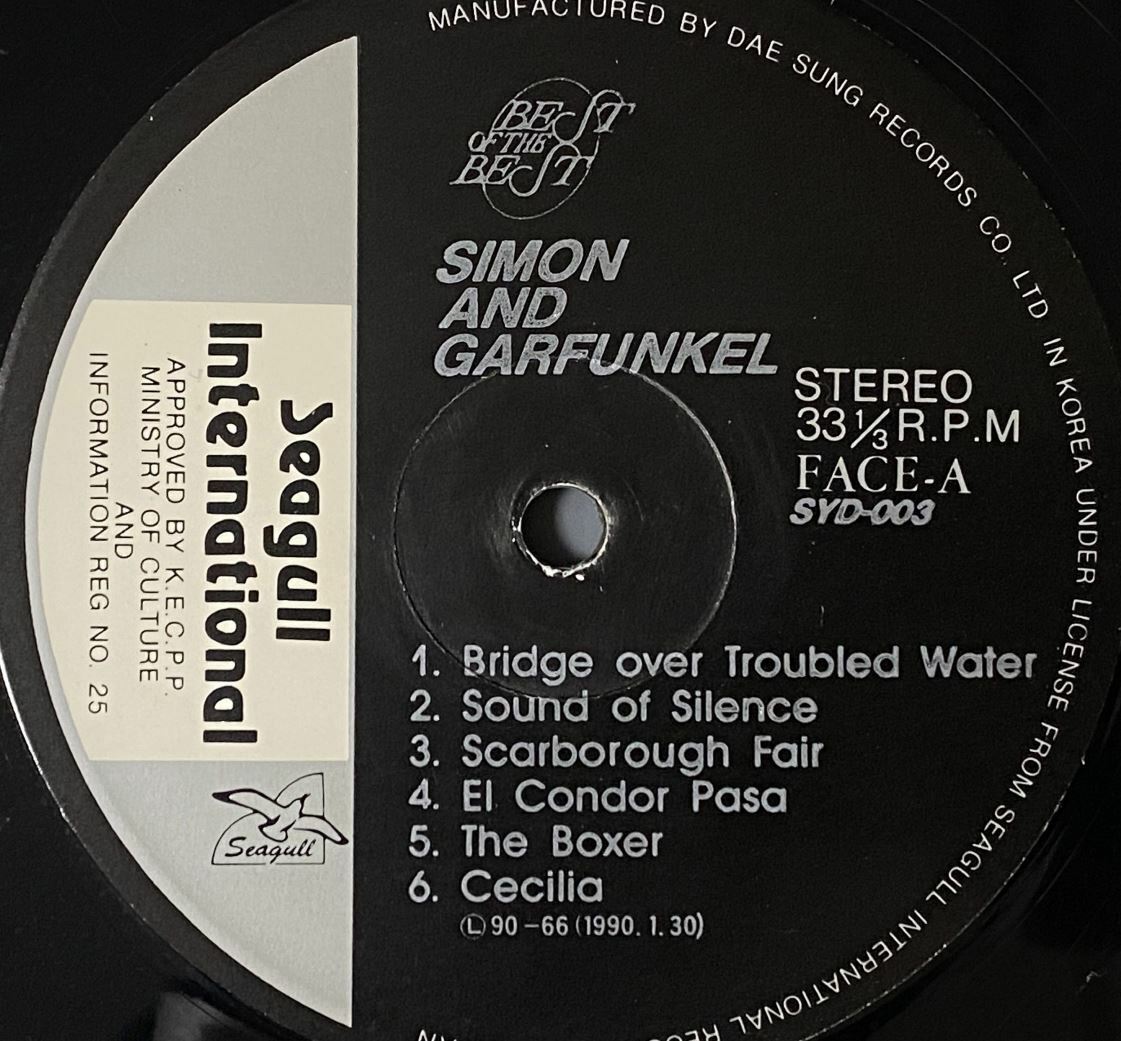 MANUFACTURED BY DAE SUNG RECORDS CO. LTD IN KOREA UNDER LICENSE FROM SEAGULL INTERNATIONAL
BEST
OF THE
BEST
SIMON
AND
GARFUNKEL
STEREO
33 1/3 R.P.M
FACE-A
SYD-003
Seagull
International
APPROVED BY K.E.C.P.P.
MINISTRY OF CULTURE
AND
INFORMATION REG NO. 25
Seagull
1. Bridge over Troubled Water
2. Sound of Silence
3. Scarborough Fair
4. El Condor Pasa
5. The Boxer
6. Cecilia
Ⓛ 90-66 (1990. 1. 30)